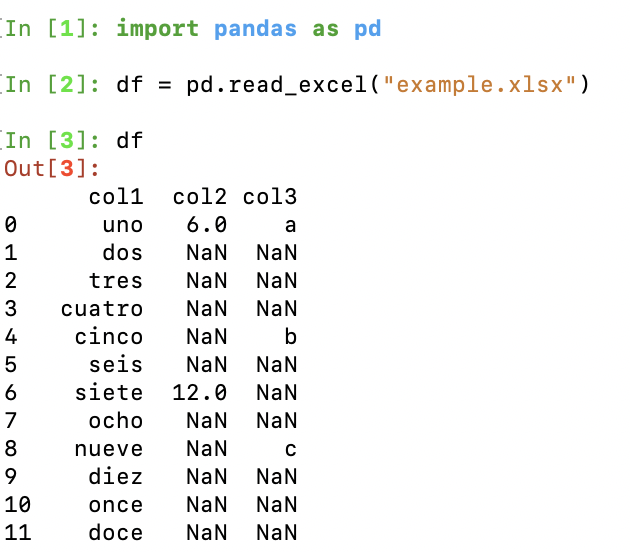 In [1]: import pandas as pd
In [2]: df = pd.read_excel("example.xlsx")
In [3]: df
Out[3]:
col1 col2 col3
0 uno 6.0 a
1 dos NaN NaN
2 tres NaN NaN
3 cuatro NaN NaN
4 cinco NaN b
5 seis NaN NaN
6 siete 12.0 NaN
7 ocho NaN NaN
8 nueve NaN c
9 diez NaN NaN
10 once NaN NaN
11 doce NaN NaN